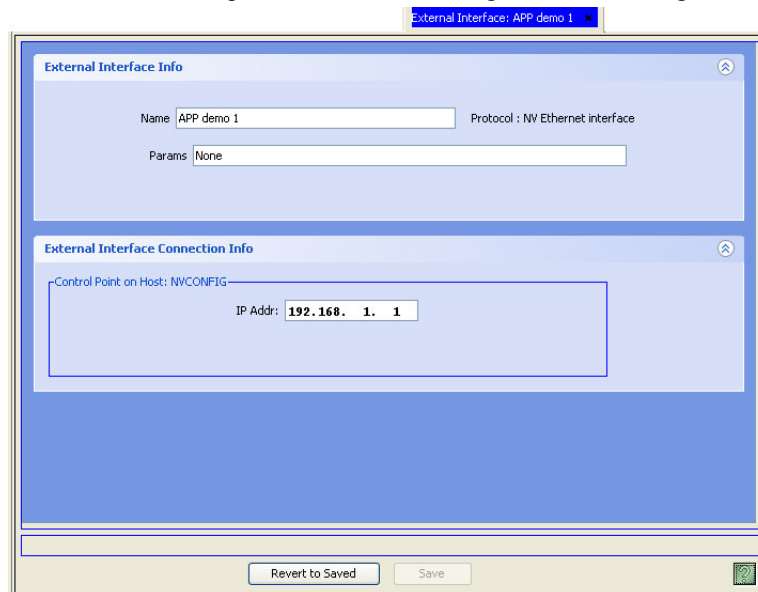 External Interface: APP demo 1 ×
External Interface Info
Name APP demo 1 Protocol : NV Ethernet interface
Params None
External Interface Connection Info
Control Point on Host: NVCONFIG
IP Addr: 192.168. 1. 1
Revert to Saved Save ?